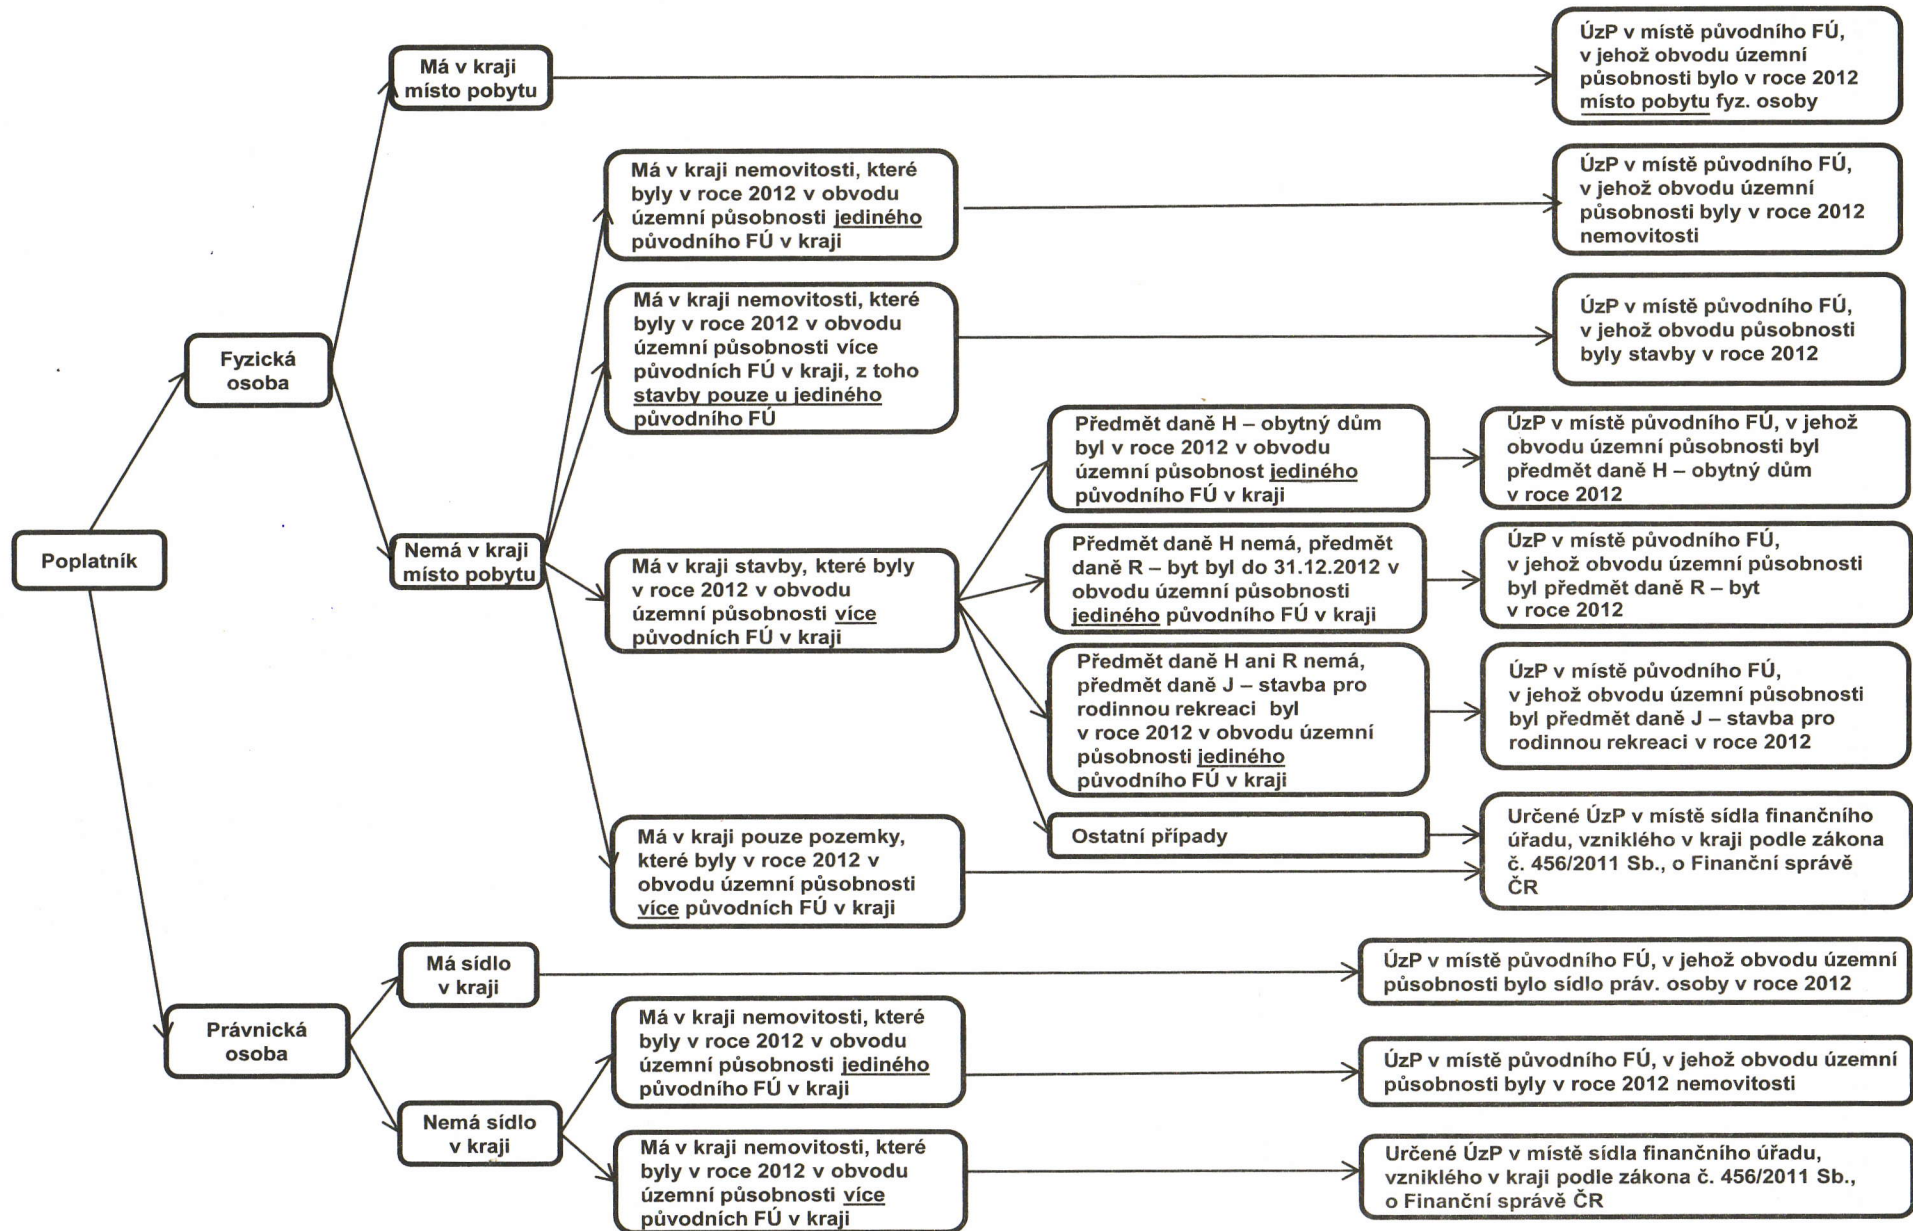 Poplatník
Fyzická
osoba
Má v kraji
místo pobytu
ÚzP v místě původního FÚ,
v jehož obvodu územní
působnosti bylo v roce 2012
místo pobytu fyz. osoby
Nemá v kraji
místo pobytu
Má v kraji nemovitosti, které
byly v roce 2012 v obvodu
územní působnosti jediného
původního FÚ v kraji
ÚzP v místě původního FÚ,
v jehož obvodu územní
působnosti byly v roce 2012
nemovitosti
Má v kraji nemovitosti, které
byly v roce 2012 v obvodu
územní působnosti více
původních FÚ v kraji, z toho
stavby pouze u jediného
původního FÚ
ÚzP v místě původního FÚ,
v jehož obvodu působnosti
byly stavby v roce 2012
Má v kraji stavby, které byly
v roce 2012 v obvodu
územní působnosti více
původních FÚ v kraji
Předmět daně H – obytný dům
byl v roce 2012 v obvodu
územní působnost jediného
původního FÚ v kraji
ÚzP v místě původního FÚ, v jehož
obvodu územní působnosti byl
předmět daně H – obytný dům
v roce 2012
Předmět daně H nemá, předmět
daně R – byt byl do 31.12.2012 v
obvodu územní působnosti
jediného původního FÚ v kraji
ÚzP v místě původního FÚ,
v jehož obvodu územní působnosti
byl předmět daně R – byt
v roce 2012
Předmět daně H ani R nemá,
předmět daně J – stavba pro
rodinnou rekreaci byl
v roce 2012 v obvodu územní
působnosti jediného
původního FÚ v kraji
ÚzP v místě původního FÚ,
v jehož obvodu územní působnosti
byl předmět daně J – stavba pro
rodinnou rekreaci v roce 2012
Ostatní případy
Určené ÚzP v místě sídla finančního
úřadu, vzniklého v kraji podle zákona
č. 456/2011 Sb., o Finanční správě
ČR
Má v kraji pouze pozemky,
které byly v roce 2012 v
obvodu územní působnosti
více původních FÚ v kraji
Právnická
osoba
Má sídlo
v kraji
ÚzP v místě původního FÚ, v jehož obvodu územní
působnosti bylo sídlo práv. osoby v roce 2012
Nemá sídlo
v kraji
Má v kraji nemovitosti, které
byly v roce 2012 v obvodu
územní působnosti jediného
původního FÚ v kraji
ÚzP v místě původního FÚ, v jehož obvodu územní
působnosti byly v roce 2012 nemovitosti
Má v kraji nemovitosti, které
byly v roce 2012 v obvodu
územní působnosti více
původních FÚ v kraji
Určené ÚzP v místě sídla finančního úřadu,
vzniklého v kraji podle zákona č. 456/2011 Sb.,
o Finanční správě ČR